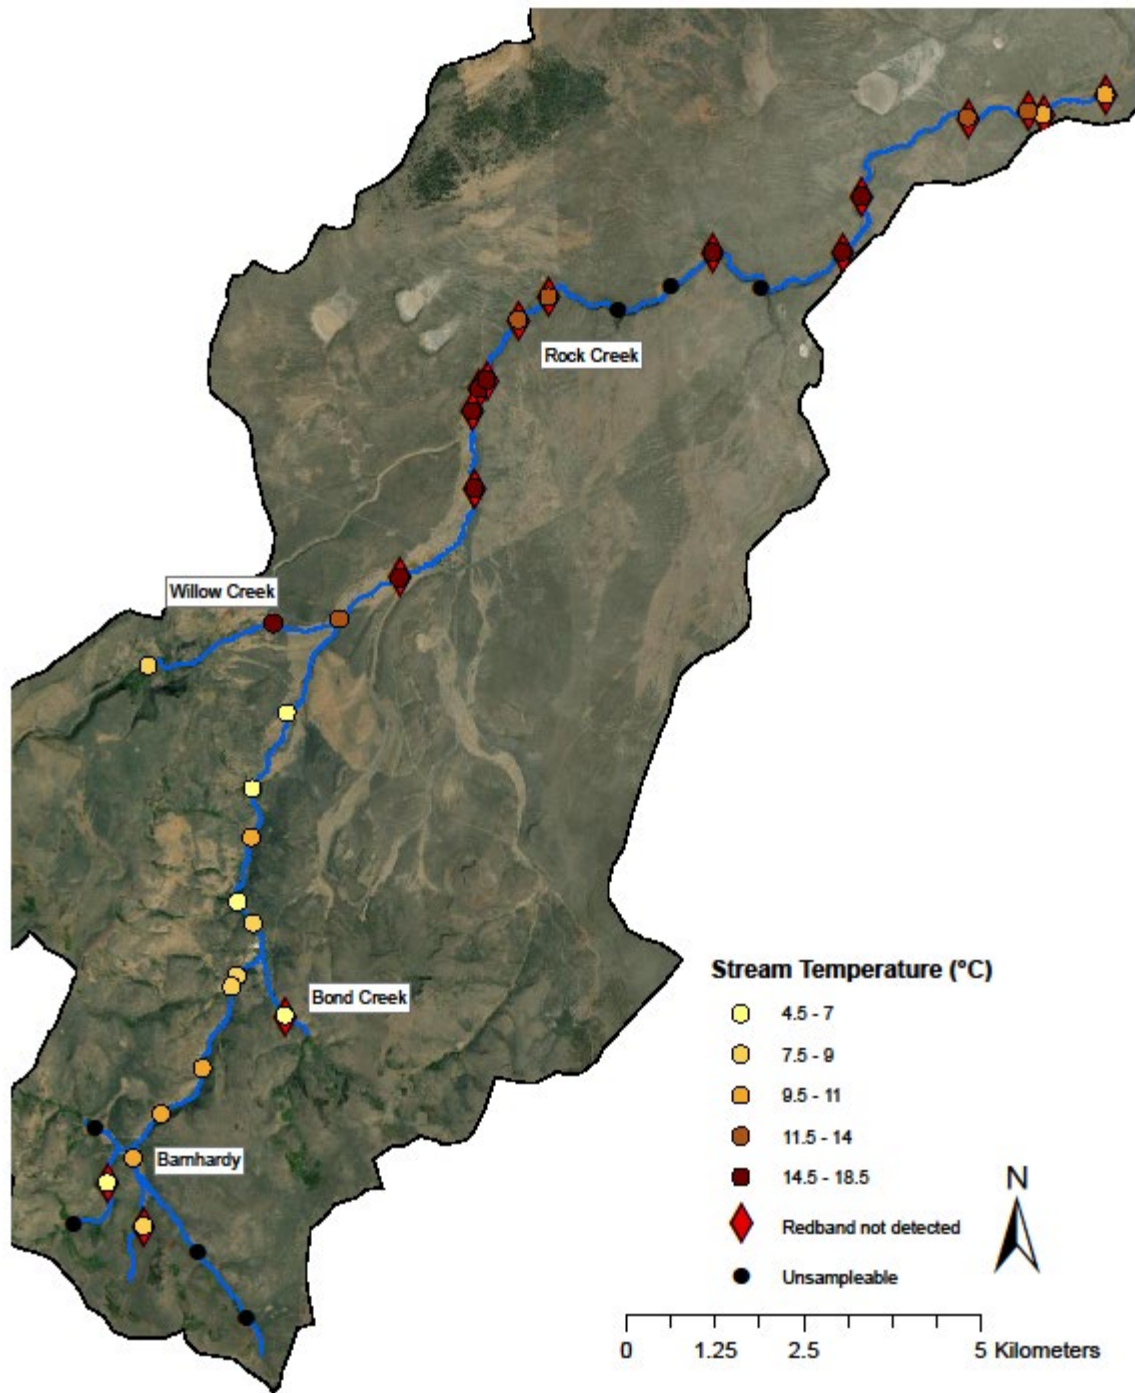 Rock Creek
Willow Creek
Bond Creek
Barnhardy
Stream Temperature (°C)
4.5 - 7
7.5 - 9
9.5 - 11
11.5 - 14
14.5 - 18.5
Redband not detected
Unsampleable
N
0 1.25 2.5 5 Kilometers